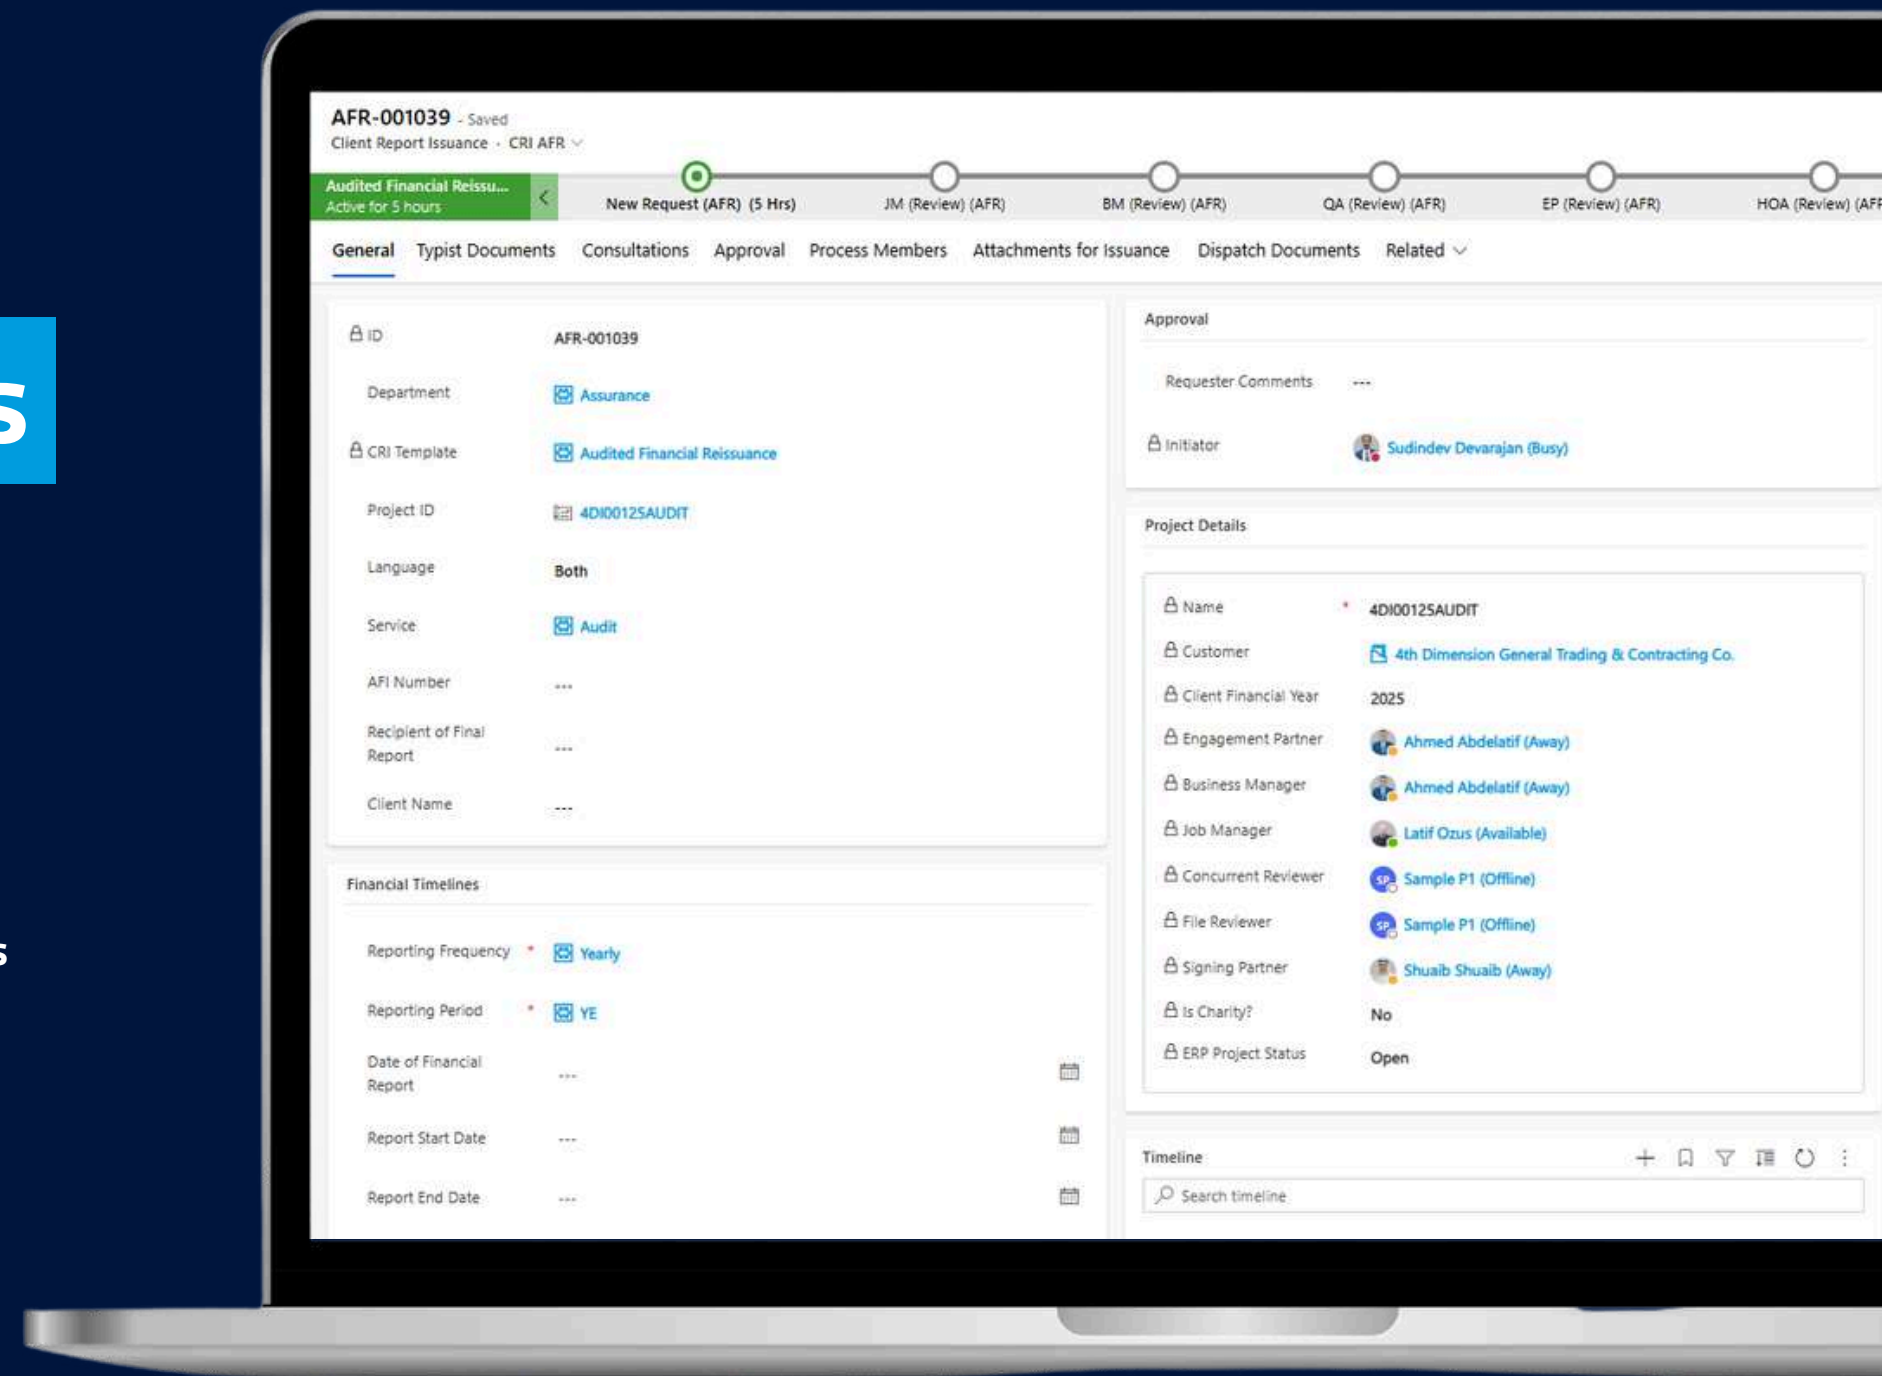 s
s
AFR-001039 - Saved
Client Report Issuance · CRI AFR
Audited Financial Reissu...
Active for 5 hours
New Request (AFR) (5 Hrs)
JM (Review) (AFR)
BM (Review) (AFR)
QA (Review) (AFR)
EP (Review) (AFR)
HOA (Review) (AFR
General Typist Documents Consultations Approval Process Members Attachments for Issuance Dispatch Documents Related
ID AFR-001039
Department Assurance
CRI Template Audited Financial Reissuance
Project ID 4DI00125AUDIT
Language Both
Service Audit
AFI Number ---
Recipient of Final
Report ---
Client Name ---
Financial Timelines
Reporting Frequency * Yearly
Reporting Period * YE
Date of Financial
Report ---
Report Start Date ---
Report End Date ---
Approval
Requester Comments ---
Initiator Sudindev Devarajan (Busy)
Project Details
Name * 4DI00125AUDIT
Customer 4th Dimension General Trading & Contracting Co.
Client Financial Year 2025
Engagement Partner Ahmed Abdelatif (Away)
Business Manager Ahmed Abdelatif (Away)
Job Manager Latif Ozus (Available)
Concurrent Reviewer SP Sample P1 (Offline)
File Reviewer SP Sample P1 (Offline)
Signing Partner Shuaib Shuaib (Away)
Is Charity? No
ERP Project Status Open
Timeline
Search timeline